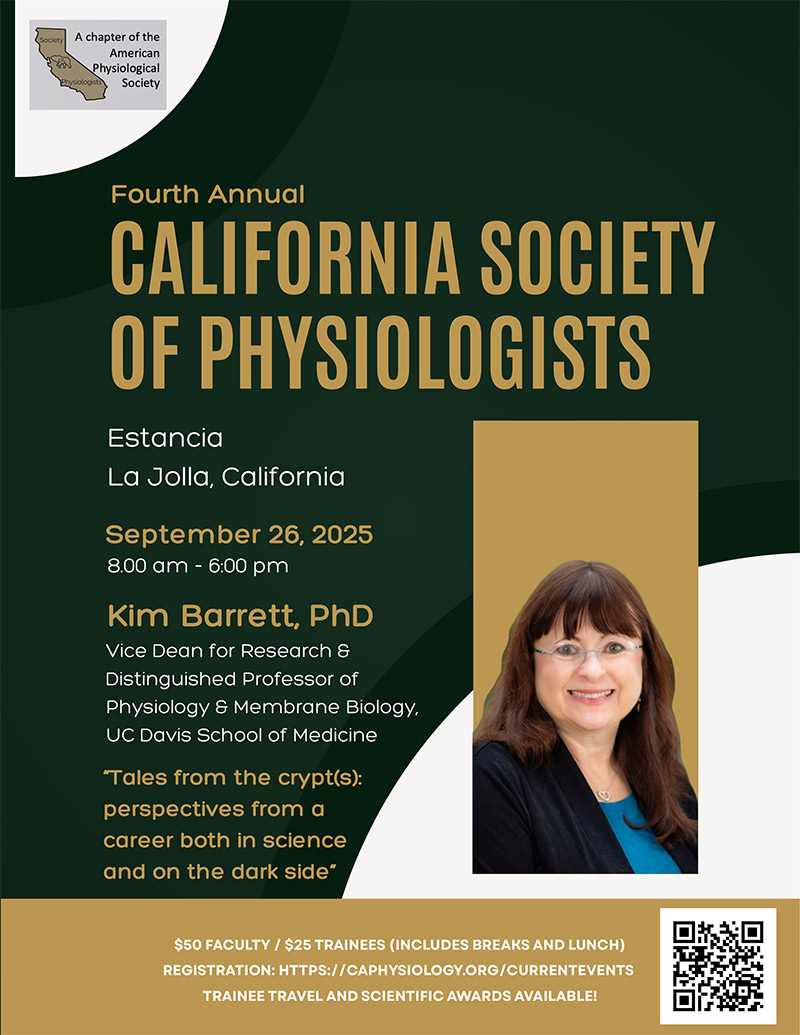 Society
Physiologists
A chapter of the
American
Physiological
Society
Fourth Annual
CALIFORNIA SOCIETY
OF PHYSIOLOGISTS
Estancia
La Jolla, California
September 26, 2025
8.00 am - 6:00 pm
Kim Barrett, PhD
Vice Dean for Research &
Distinguished Professor of
Physiology & Membrane Biology,
UC Davis School of Medicine
“Tales from the crypt(s):
perspectives from a
career both in science
and on the dark side”
$50 FACULTY / $25 TRAINEES (INCLUDES BREAKS AND LUNCH)
REGISTRATION: HTTPS://CAPHYSIOLOGY.ORG/CURRENTEVENTS
TRAINEE TRAVEL AND SCIENTIFIC AWARDS AVAILABLE!